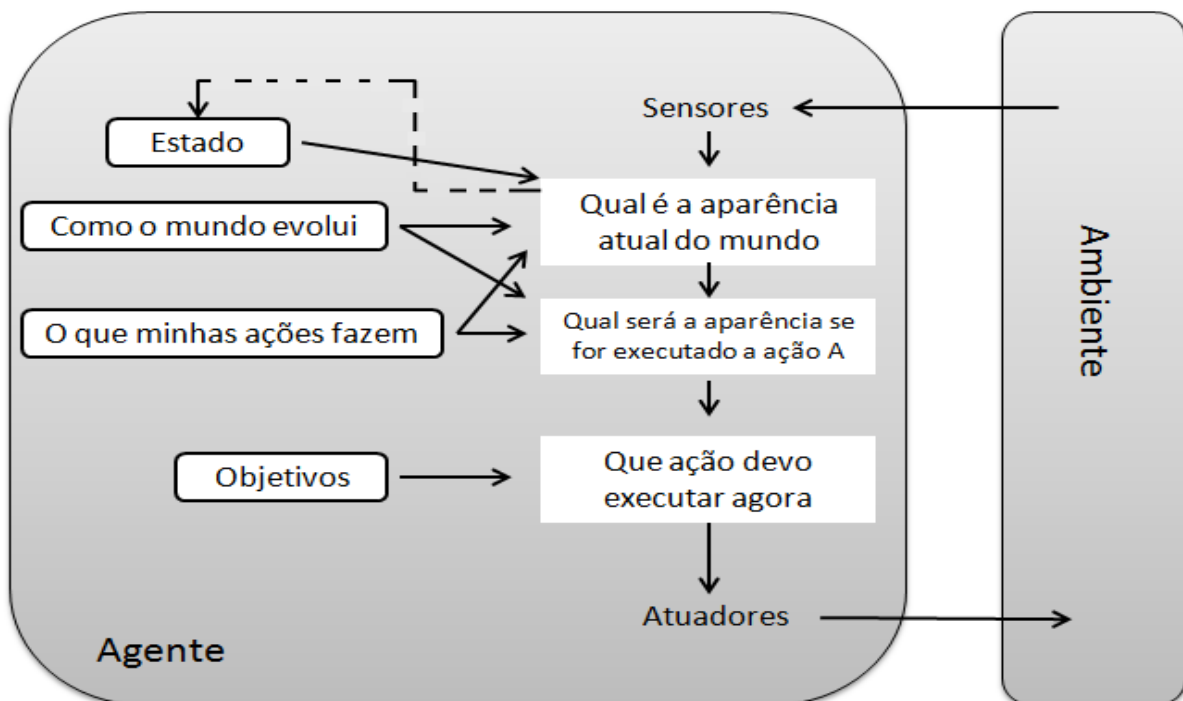 Sensores
Estado
Qual é a aparência
atual do mundo
Como o mundo evolui
Qual será a aparência se
for executado a ação A
O que minhas ações fazem
Que ação devo
executar agora
Objetivos
Atuadores
Agente
Ambiente